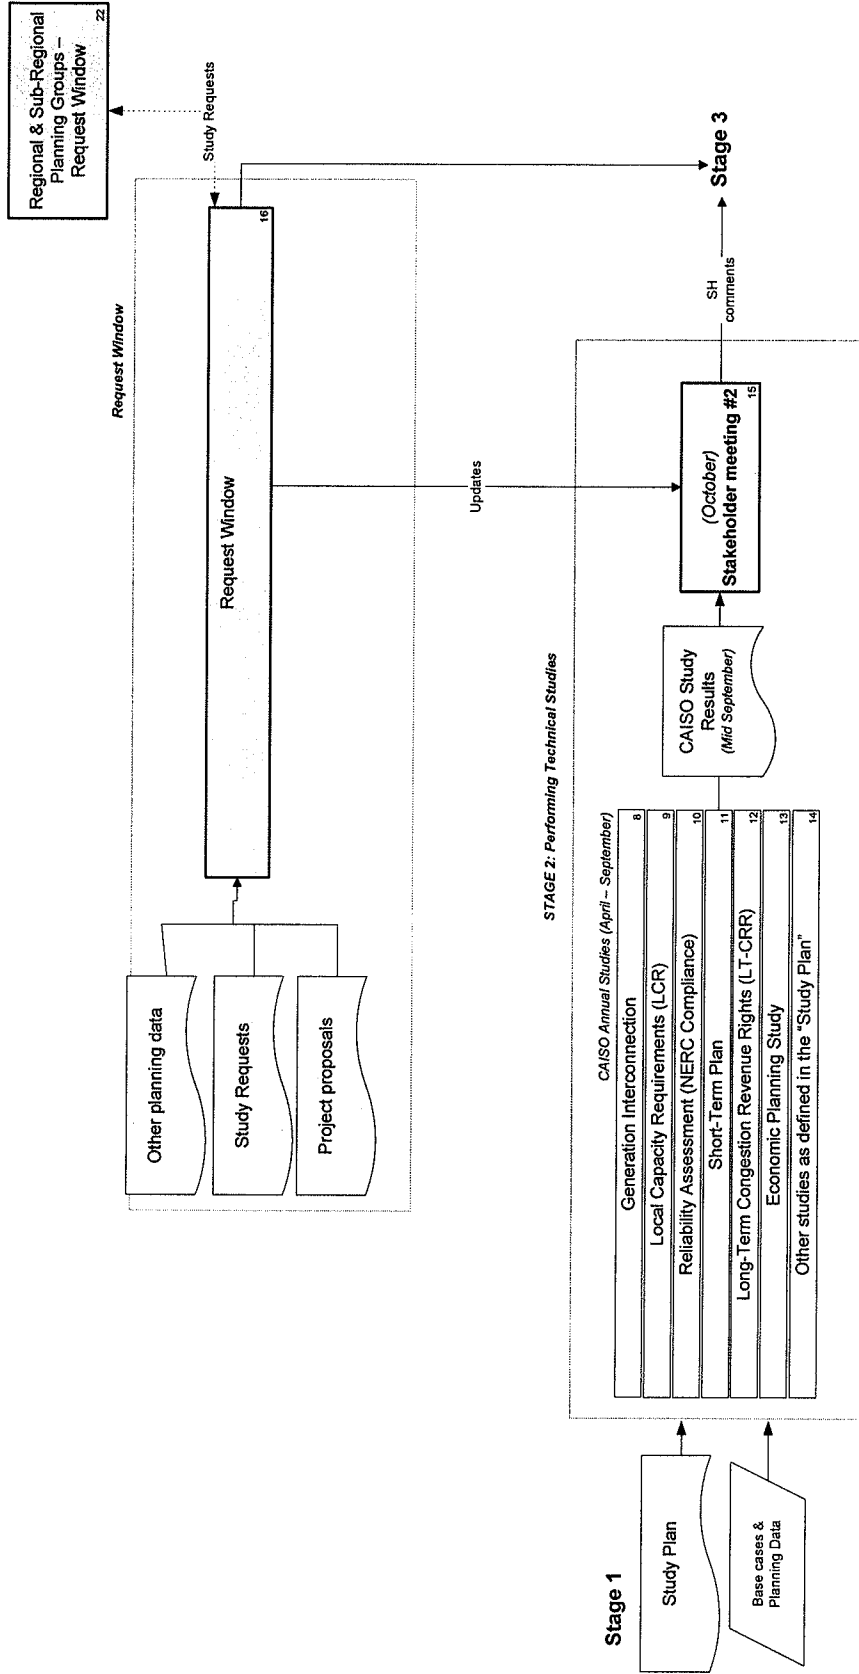 Regional & Sub-Regional
Planning Groups –
Request Window
22
Study Requests
Request Window
Other planning data
Study Requests
Project proposals
Request Window
16
Updates
STAGE 2: Performing Technical Studies
CAISO Annual Studies (April – September)
Generation Interconnection
8
Local Capacity Requirements (LCR)
9
Reliability Assessment (NERC Compliance)
10
Short-Term Plan
11
Long-Term Congestion Revenue Rights (LT-CRR)
12
Economic Planning Study
13
Other studies as defined in the “Study Plan”
14
CAISO Study
Results
(Mid September)
(October)
Stakeholder meeting #2
15
SH
comments
Stage 3
Stage 1
Study Plan
Base cases &
Planning Data